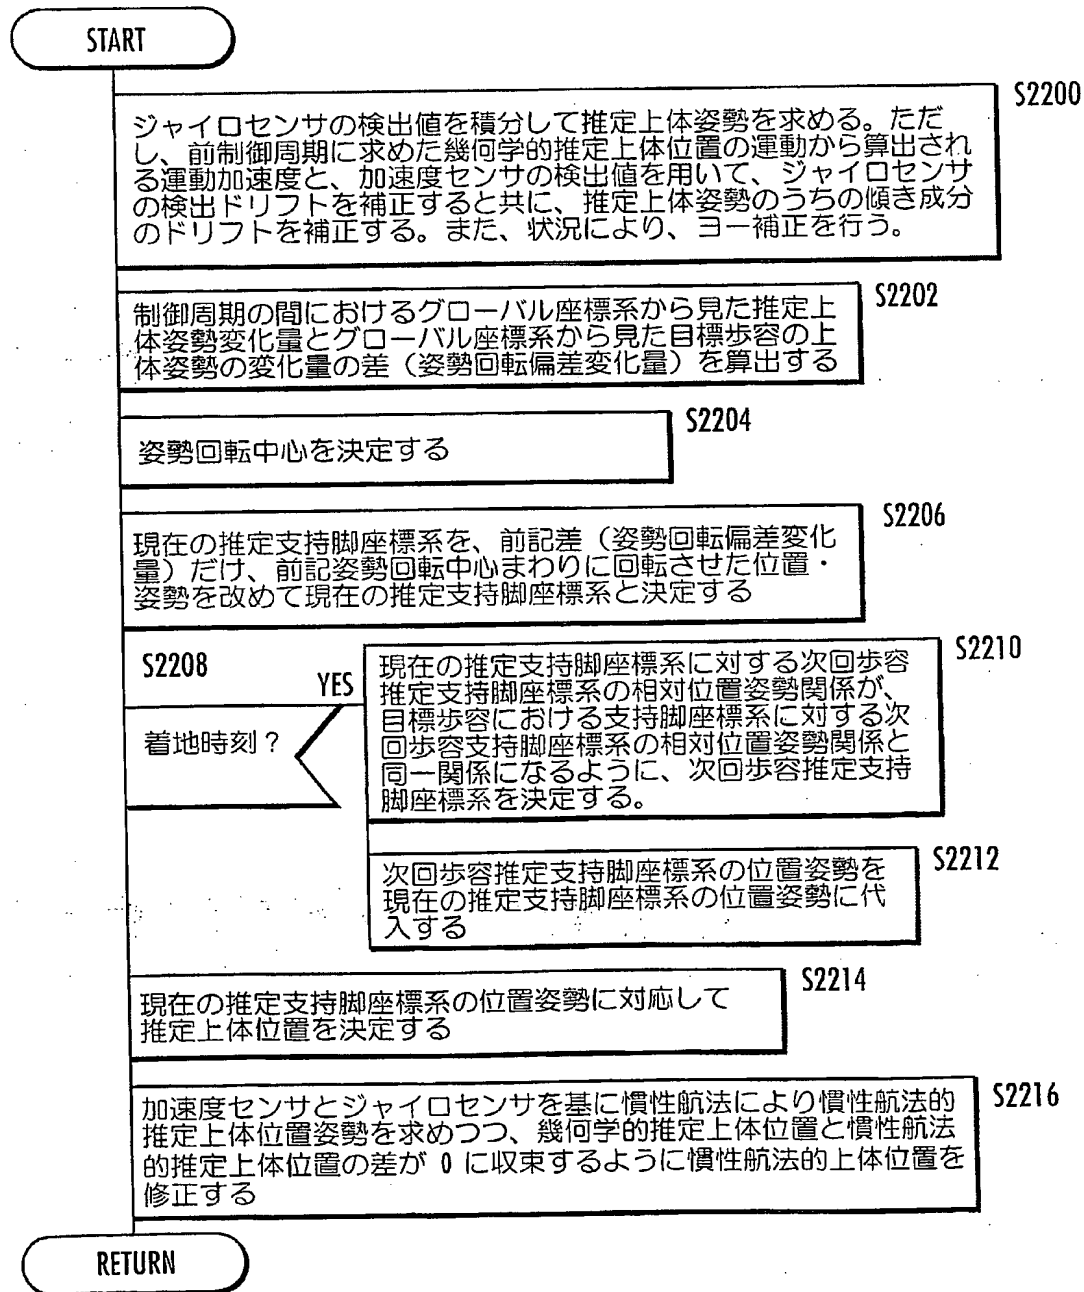 START
S2200
ジャイロセンサの検出値を積分して推定上体姿勢を求める。ただ
し、前制御周期に求めた幾何学的推定上体位置の運動から算出され
る運動加速度と、加速度センサの検出値を用いて、ジャイロセンサ
の検出ドリフトを補正すると共に、推定上体姿勢のうちの傾き成分
のドリフトを補正する。また、状況により、ヨー補正を行う。
S2202
制御周期の間におけるグローバル座標系から見た推定上
体姿勢変化量とグローバル座標系から見た目標歩容の上
体姿勢の変化量の差（姿勢回転偏差変化量）を算出する
S2204
姿勢回転中心を決定する
S2206
現在の推定支持脚座標系を、前記差（姿勢回転偏差変化
量）だけ、前記姿勢回転中心まわりに回転させた位置・
姿勢を改めて現在の推定支持脚座標系と決定する
S2208
着地時刻？
YES
S2210
現在の推定支持脚座標系に対する次回歩容
推定支持脚座標系の相対位置姿勢関係が、
目標歩容における支持脚座標系に対する次
回歩容支持脚座標系の相対位置姿勢関係と
同一関係になるように、次回歩容推定支持
脚座標系を決定する。
S2212
次回歩容推定支持脚座標系の位置姿勢を
現在の推定支持脚座標系の位置姿勢に代
入する
S2214
現在の推定支持脚座標系の位置姿勢に対応して
推定上体位置を決定する
S2216
加速度センサとジャイロセンサを基に慣性航法により慣性航法的
推定上体位置姿勢を求めつつ、幾何学的推定上体位置と慣性航法
的推定上体位置の差が 0 に収束するように慣性航法的上体位置を
修正する
RETURN